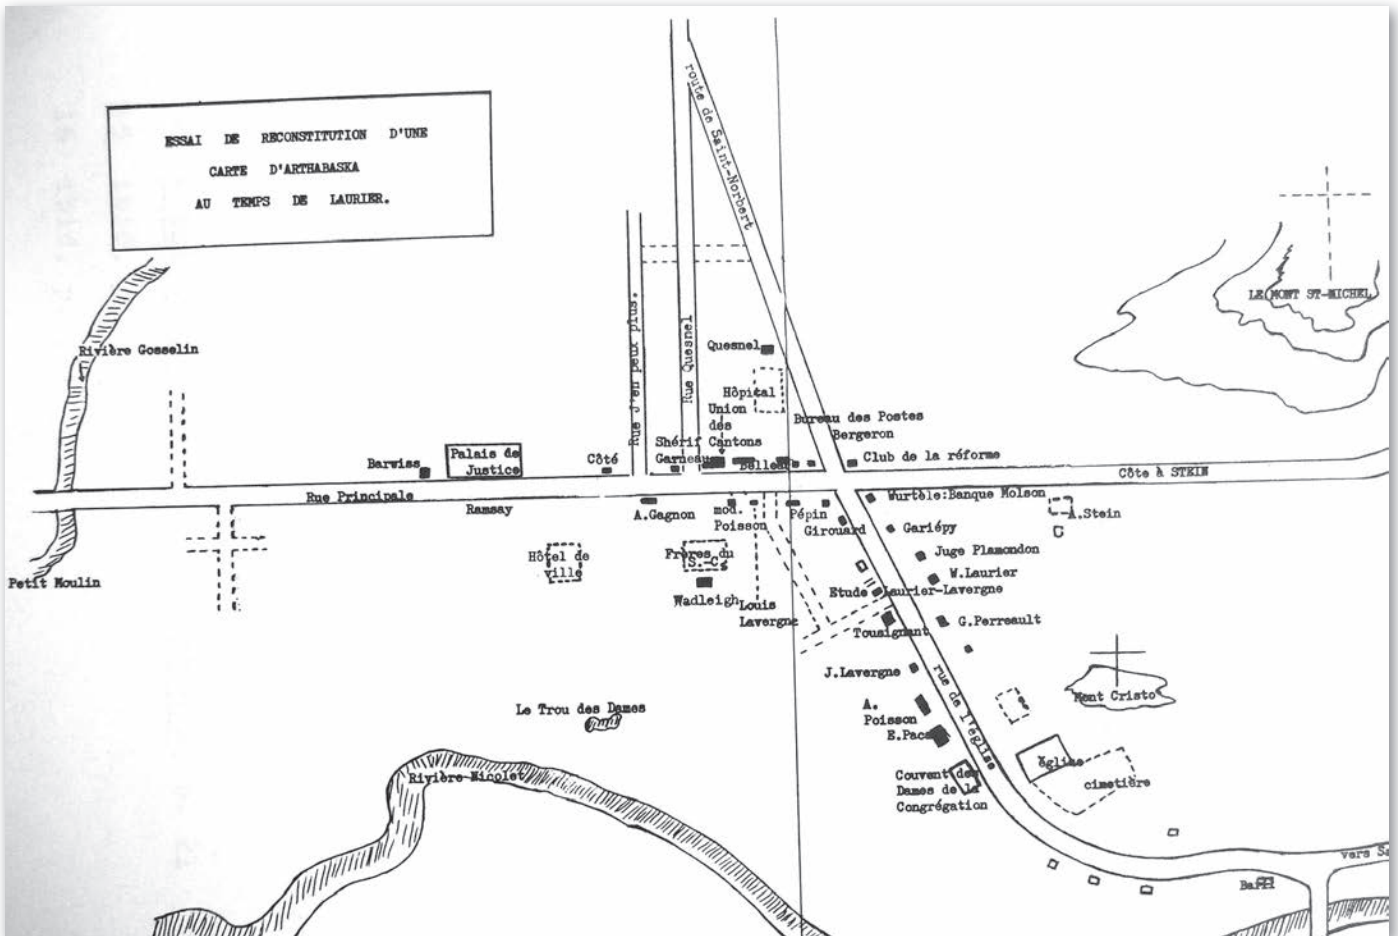 ESSAI DE RECONSTITUTION D'UNE
CARTE D'ARTHABASKA
AU TEMPS DE LAURIER.
route de Saint-Norbert
LE MONT ST-MICHEL
Rivière Gosselin
Rue J'en peux plus.
Rue Quesnel
Quesnel
Hôpital
Union
des
Cantons
Shérif
Garneau
Bureau des Postes
Bergeron
Club de la réforme
Barwiss
Palais de
Justice
Côté
Côte à STEIN
Rue Principale
Ramsay
A.Gagnon
mod.
Poisson
Pépin
Girouard
Wurtele:Banque Molson
A.Stein
Gariépy
Juge Plamondon
W.Laurier
Etude Laurier-Lavergne
G.Perreault
Hôtel de
ville
Frères du
S.-C.
Wadleigh
Louis
Lavergne
Petit Moulin
Tousignant
J.Lavergne
rue de l'église
Mont Cristo
Le Trou des Dames
A.
Poisson
Rivière Nicolet
église
cimetière
Couvent des
Dames de la
Congrégation
vers